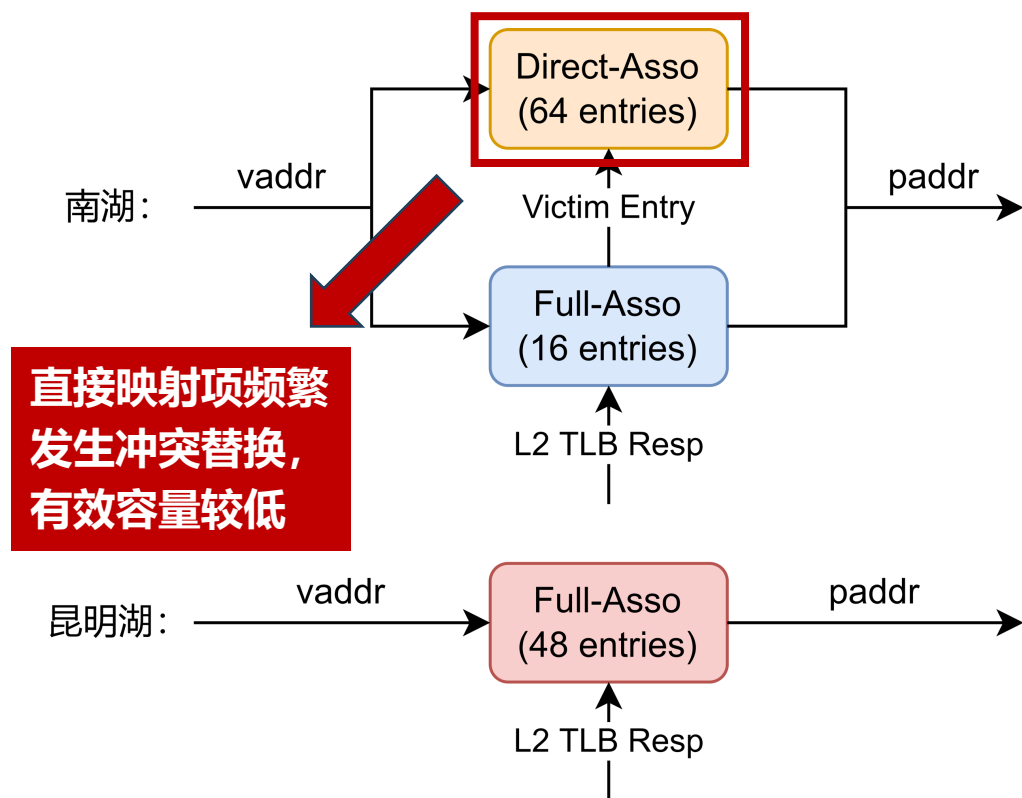 Direct-Asso
(64 entries)
vaddr
paddr
南湖：
Victim Entry
Full-Asso
(16 entries)
直接映射项频繁
发生冲突替换，
有效容量较低
L2 TLB Resp
vaddr
Full-Asso
(48 entries)
paddr
昆明湖：
L2 TLB Resp